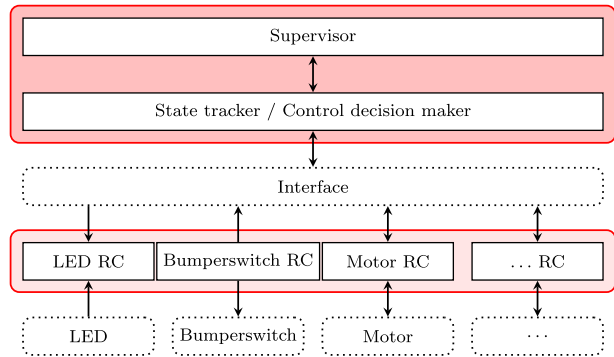 Supervisor
State tracker / Control decision maker
Interface
LED RC
Bumperswitch RC
Motor RC
... RC
LED
Bumperswitch
Motor
...